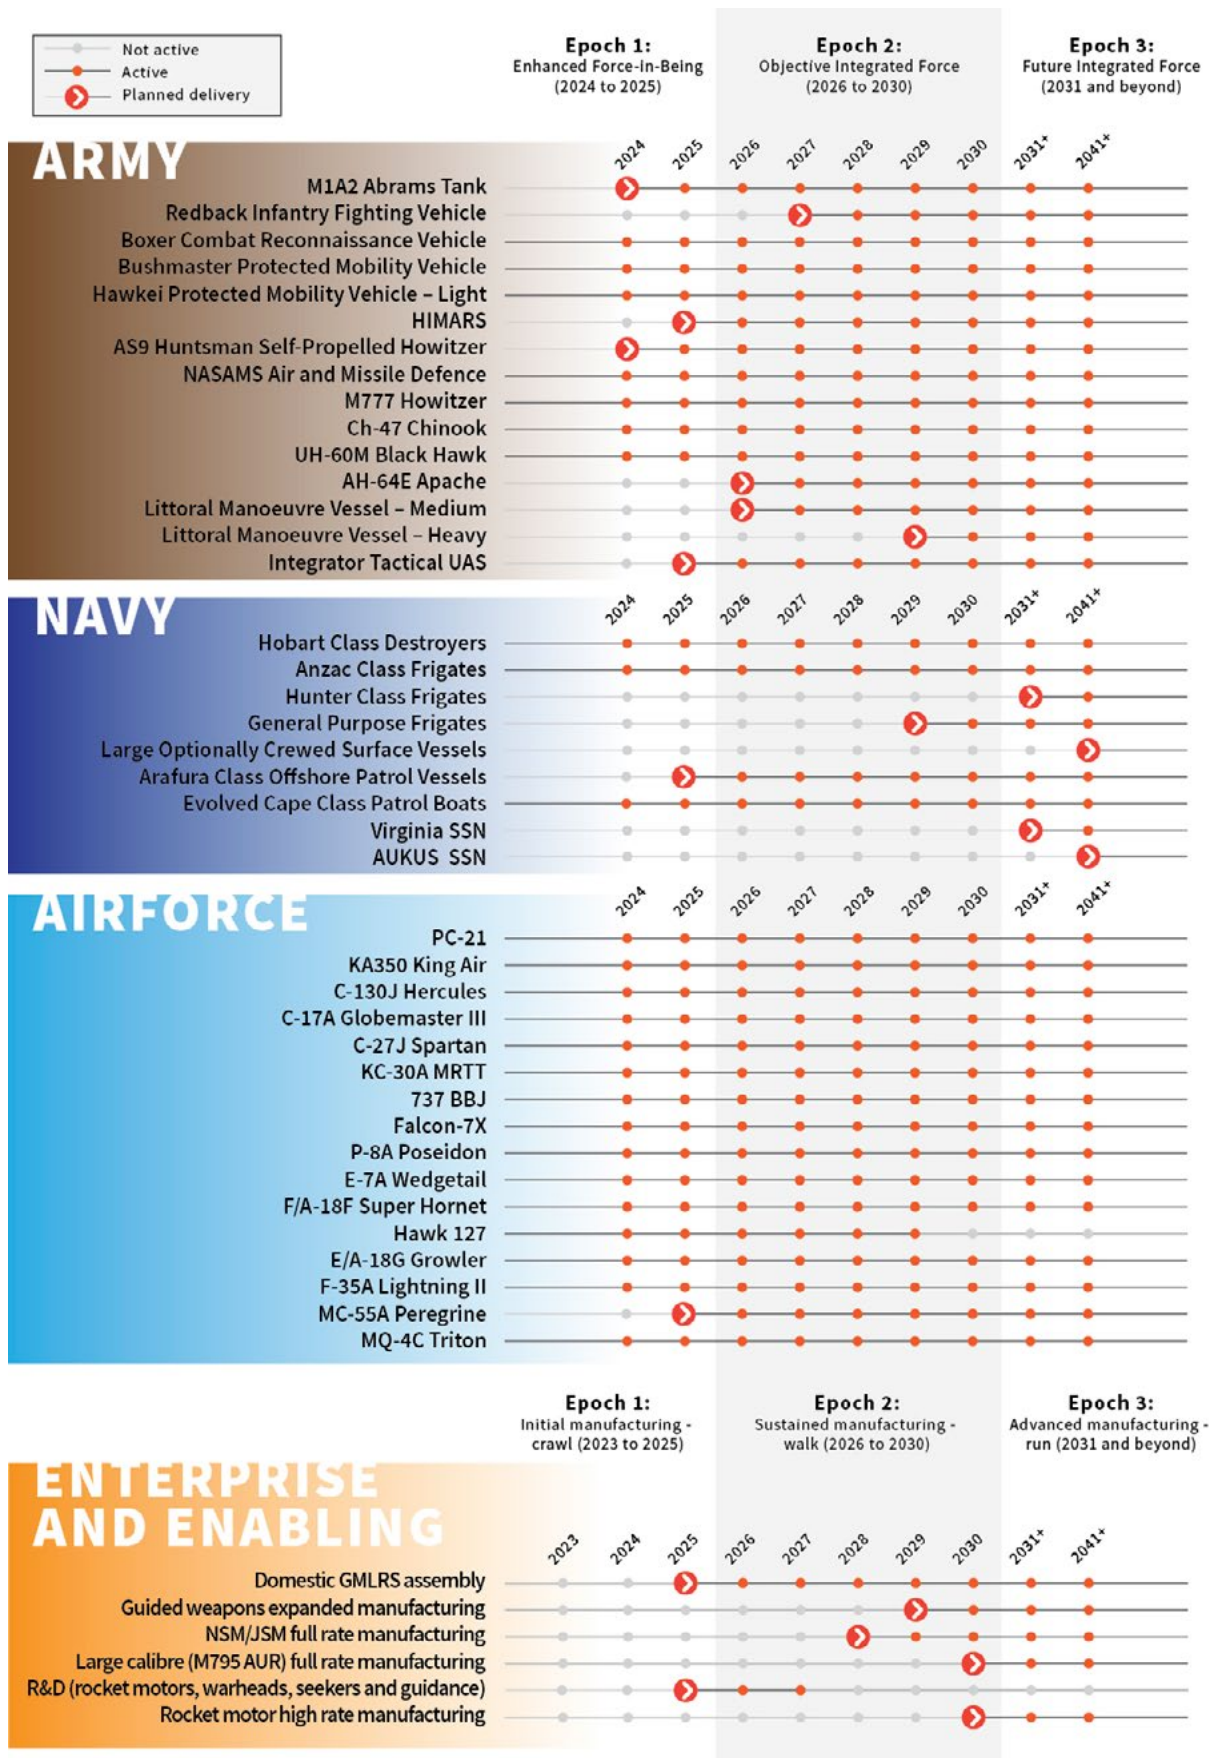 Not active
Active
Planned delivery
Epoch 1:
Enhanced Force-in-Being
(2024 to 2025)
Epoch 2:
Objective Integrated Force
(2026 to 2030)
Epoch 3:
Future Integrated Force
(2031 and beyond)
ARMY
2024 2025 2026 2027 2028 2029 2030 2031+ 2041+
M1A2 Abrams Tank
Redback Infantry Fighting Vehicle
Boxer Combat Reconnaissance Vehicle
Bushmaster Protected Mobility Vehicle
Hawkei Protected Mobility Vehicle – Light
HIMARS
AS9 Huntsman Self-Propelled Howitzer
NASAMS Air and Missile Defence
M777 Howitzer
Ch-47 Chinook
UH-60M Black Hawk
AH-64E Apache
Littoral Manoeuvre Vessel – Medium
Littoral Manoeuvre Vessel – Heavy
Integrator Tactical UAS
NAVY
2024 2025 2026 2027 2028 2029 2030 2031+ 2041+
Hobart Class Destroyers
Anzac Class Frigates
Hunter Class Frigates
General Purpose Frigates
Large Optionally Crewed Surface Vessels
Arafura Class Offshore Patrol Vessels
Evolved Cape Class Patrol Boats
Virginia SSN
AUKUS SSN
AIRFORCE
2024 2025 2026 2027 2028 2029 2030 2031+ 2041+
PC-21
KA350 King Air
C-130J Hercules
C-17A Globemaster III
C-27J Spartan
KC-30A MRTT
737 BBJ
Falcon-7X
P-8A Poseidon
E-7A Wedgetail
F/A-18F Super Hornet
Hawk 127
E/A-18G Growler
F-35A Lightning II
MC-55A Peregrine
MQ-4C Triton
Epoch 1:
Initial manufacturing -
crawl (2023 to 2025)
Epoch 2:
Sustained manufacturing -
walk (2026 to 2030)
Epoch 3:
Advanced manufacturing -
run (2031 and beyond)
ENTERPRISE
AND ENABLING
2023 2024 2025 2026 2027 2028 2029 2030 2031+ 2041+
Domestic GMLRS assembly
Guided weapons expanded manufacturing
NSM/JSM full rate manufacturing
Large calibre (M795 AUR) full rate manufacturing
R&D (rocket motors, warheads, seekers and guidance)
Rocket motor high rate manufacturing